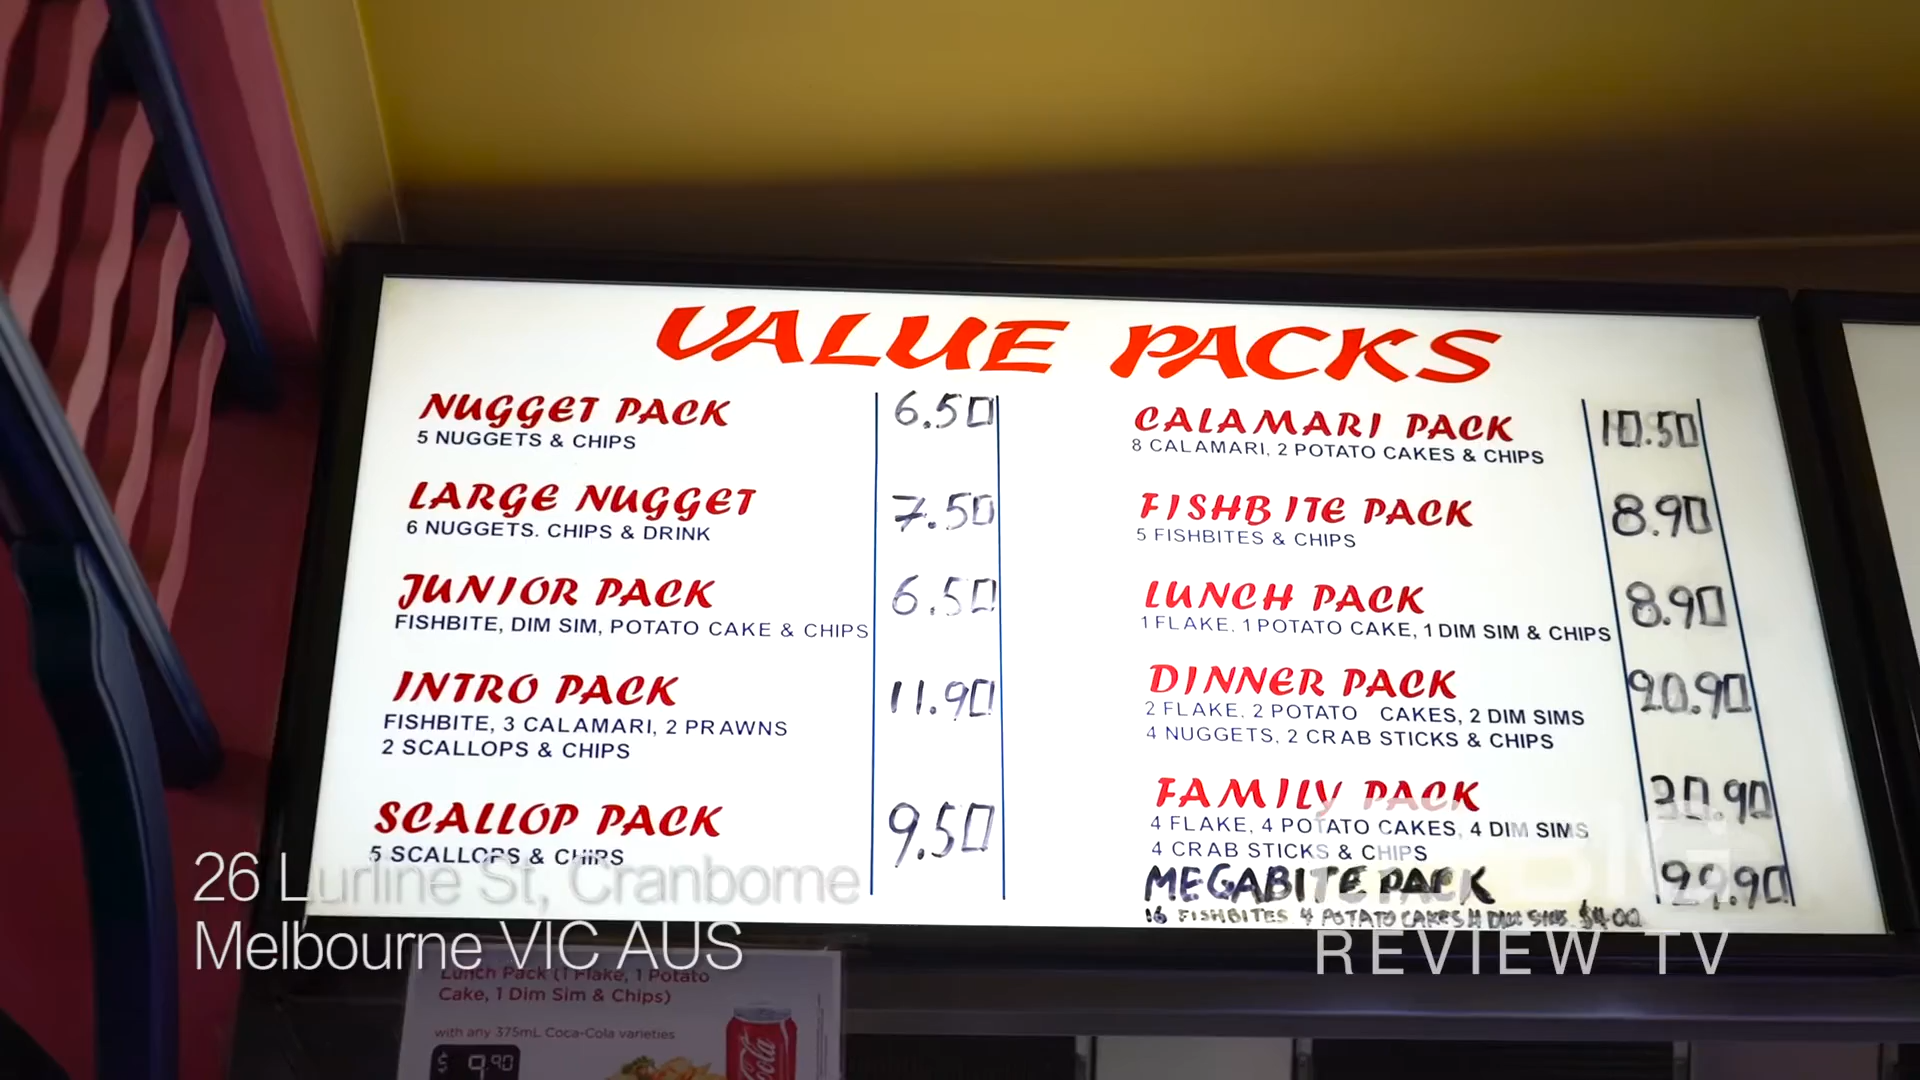 VALUE PACKS
NUGGET PACK 6.50
5 NUGGETS & CHIPS
LARGE NUGGET 7.50
6 NUGGETS. CHIPS & DRINK
JUNIOR PACK 6.50
FISHBITE, DIM SIM, POTATO CAKE & CHIPS
INTRO PACK 11.90
FISHBITE, 3 CALAMARI, 2 PRAWNS
2 SCALLOPS & CHIPS
SCALLOP PACK 9.50
5 SCALLOPS & CHIPS
CALAMARI PACK 10.50
8 CALAMARI, 2 POTATO CAKES & CHIPS
FISHBITE PACK 8.90
5 FISHBITES & CHIPS
LUNCH PACK 8.90
1 FLAKE. 1 POTATO CAKE, 1 DIM SIM & CHIPS
DINNER PACK 20.90
2 FLAKE. 2 POTATO CAKES, 2 DIM SIMS
4 NUGGETS, 2 CRAB STICKS & CHIPS
FAMILY PACK 30.90
4 FLAKE, 4 POTATO CAKES, 4 DIM SIMS
4 CRAB STICKS & CHIPS
MEGABITE PACK 29.90
16 FISHBITES 4 POTATO CAKES 4 DIM SIMS
26 Lurline St, Cranborne
Melbourne VIC AUS
BIG
REVIEW TV
Lunch Pack (1 Flake, 1 Potato
Cake, 1 Dim Sim & Chips)
with any 375mL Coca-Cola varieties
$ 9.90